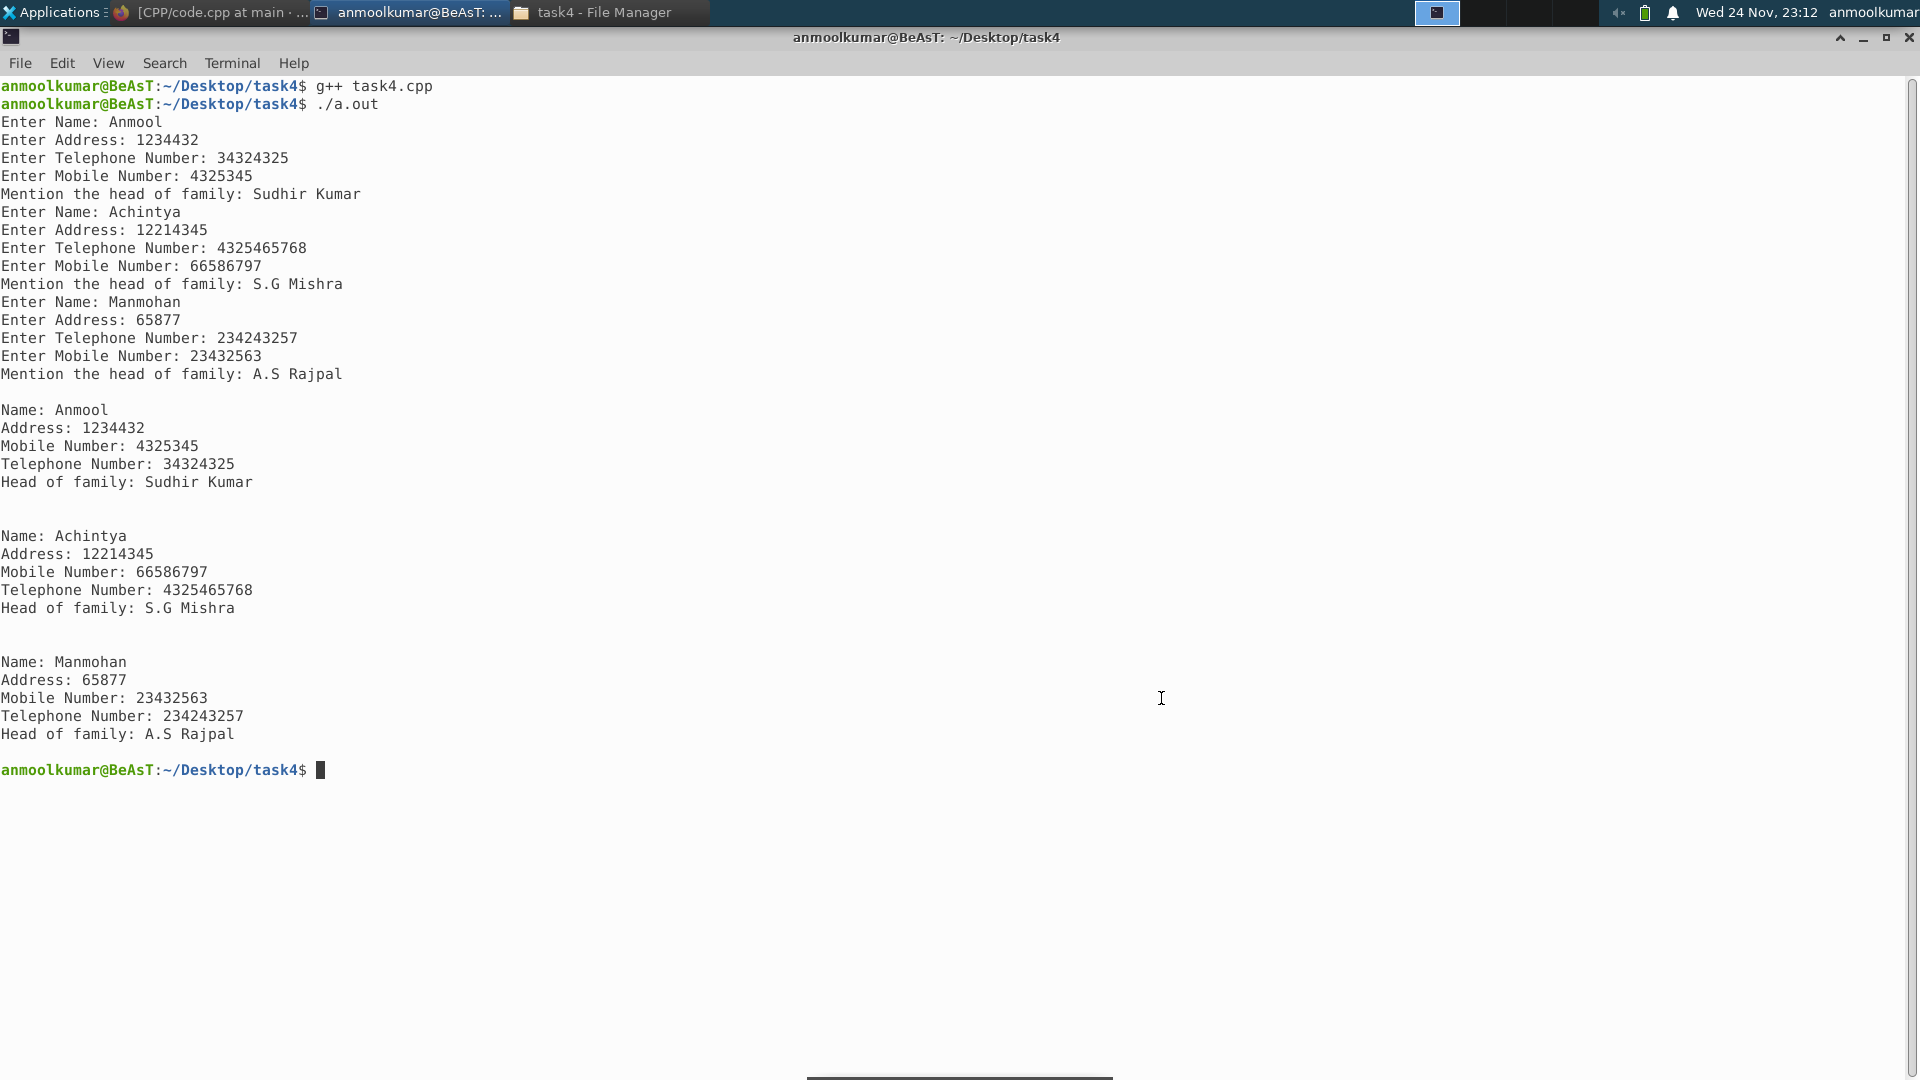 Applications
[CPP/code.cpp at main · ...
anmoolkumar@BeAsT: ...
task4 - File Manager
Wed 24 Nov, 23:12
anmoolkumar
anmoolkumar@BeAsT: ~/Desktop/task4
File Edit View Search Terminal Help
anmoolkumar@BeAsT:~/Desktop/task4$ g++ task4.cpp
anmoolkumar@BeAsT:~/Desktop/task4$ ./a.out
Enter Name: Anmool
Enter Address: 1234432
Enter Telephone Number: 34324325
Enter Mobile Number: 4325345
Mention the head of family: Sudhir Kumar
Enter Name: Achintya
Enter Address: 12214345
Enter Telephone Number: 4325465768
Enter Mobile Number: 66586797
Mention the head of family: S.G Mishra
Enter Name: Manmohan
Enter Address: 65877
Enter Telephone Number: 234243257
Enter Mobile Number: 23432563
Mention the head of family: A.S Rajpal
Name: Anmool
Address: 1234432
Mobile Number: 4325345
Telephone Number: 34324325
Head of family: Sudhir Kumar
Name: Achintya
Address: 12214345
Mobile Number: 66586797
Telephone Number: 4325465768
Head of family: S.G Mishra
Name: Manmohan
Address: 65877
Mobile Number: 23432563
Telephone Number: 234243257
Head of family: A.S Rajpal
anmoolkumar@BeAsT:~/Desktop/task4$